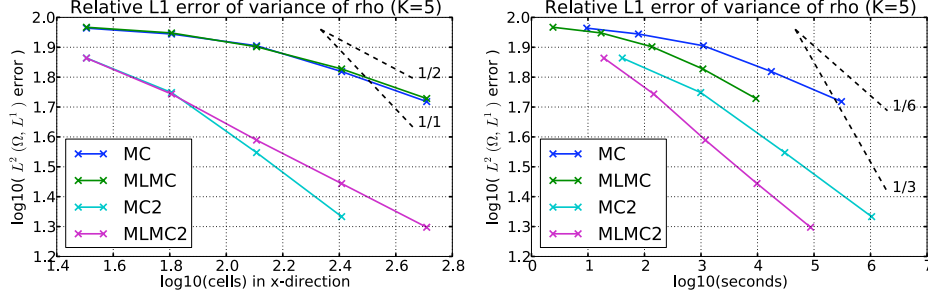 Relative L1 error of variance of rho (K=5)
log10( L² (Ω, L¹) error)
2.0
1.9
1.8
1.7
1.6
1.5
1.4
1.3
1.2
1/2
1/1
MC
MLMC
MC2
MLMC2
1.4 1.6 1.8 2.0 2.2 2.4 2.6 2.8
log10(cells) in x-direction
Relative L1 error of variance of rho (K=5)
log10( L² (Ω, L¹) error)
2.0
1.9
1.8
1.7
1.6
1.5
1.4
1.3
1.2
1/6
1/3
MC
MLMC
MC2
MLMC2
0 1 2 3 4 5 6 7
log10(seconds)